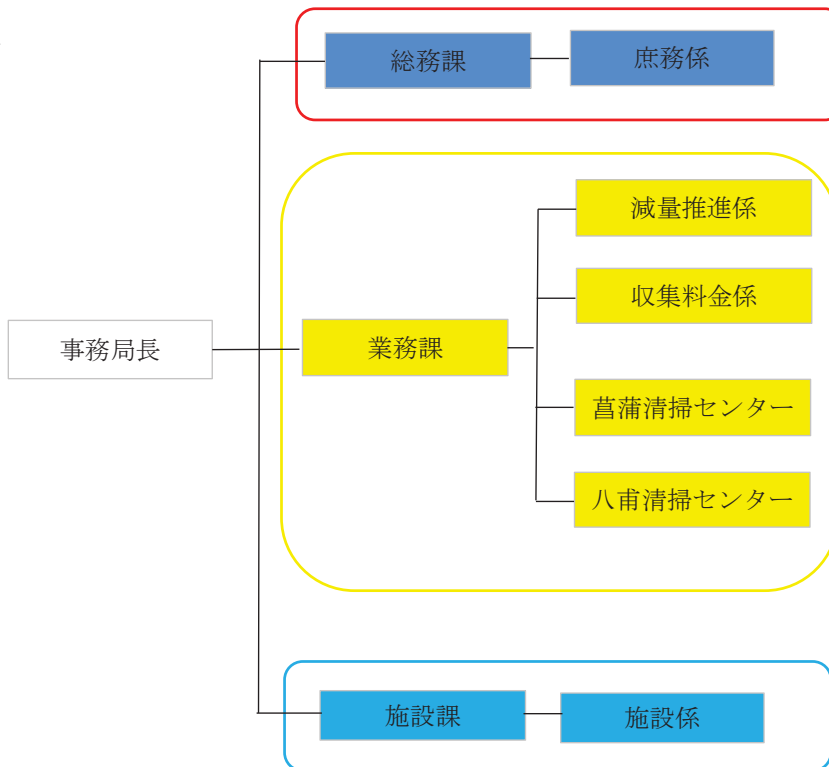 総務課
庶務係
減量推進係
収集料金係
事務局長
業務課
菖蒲清掃センター
八甫清掃センター
施設課
施設係